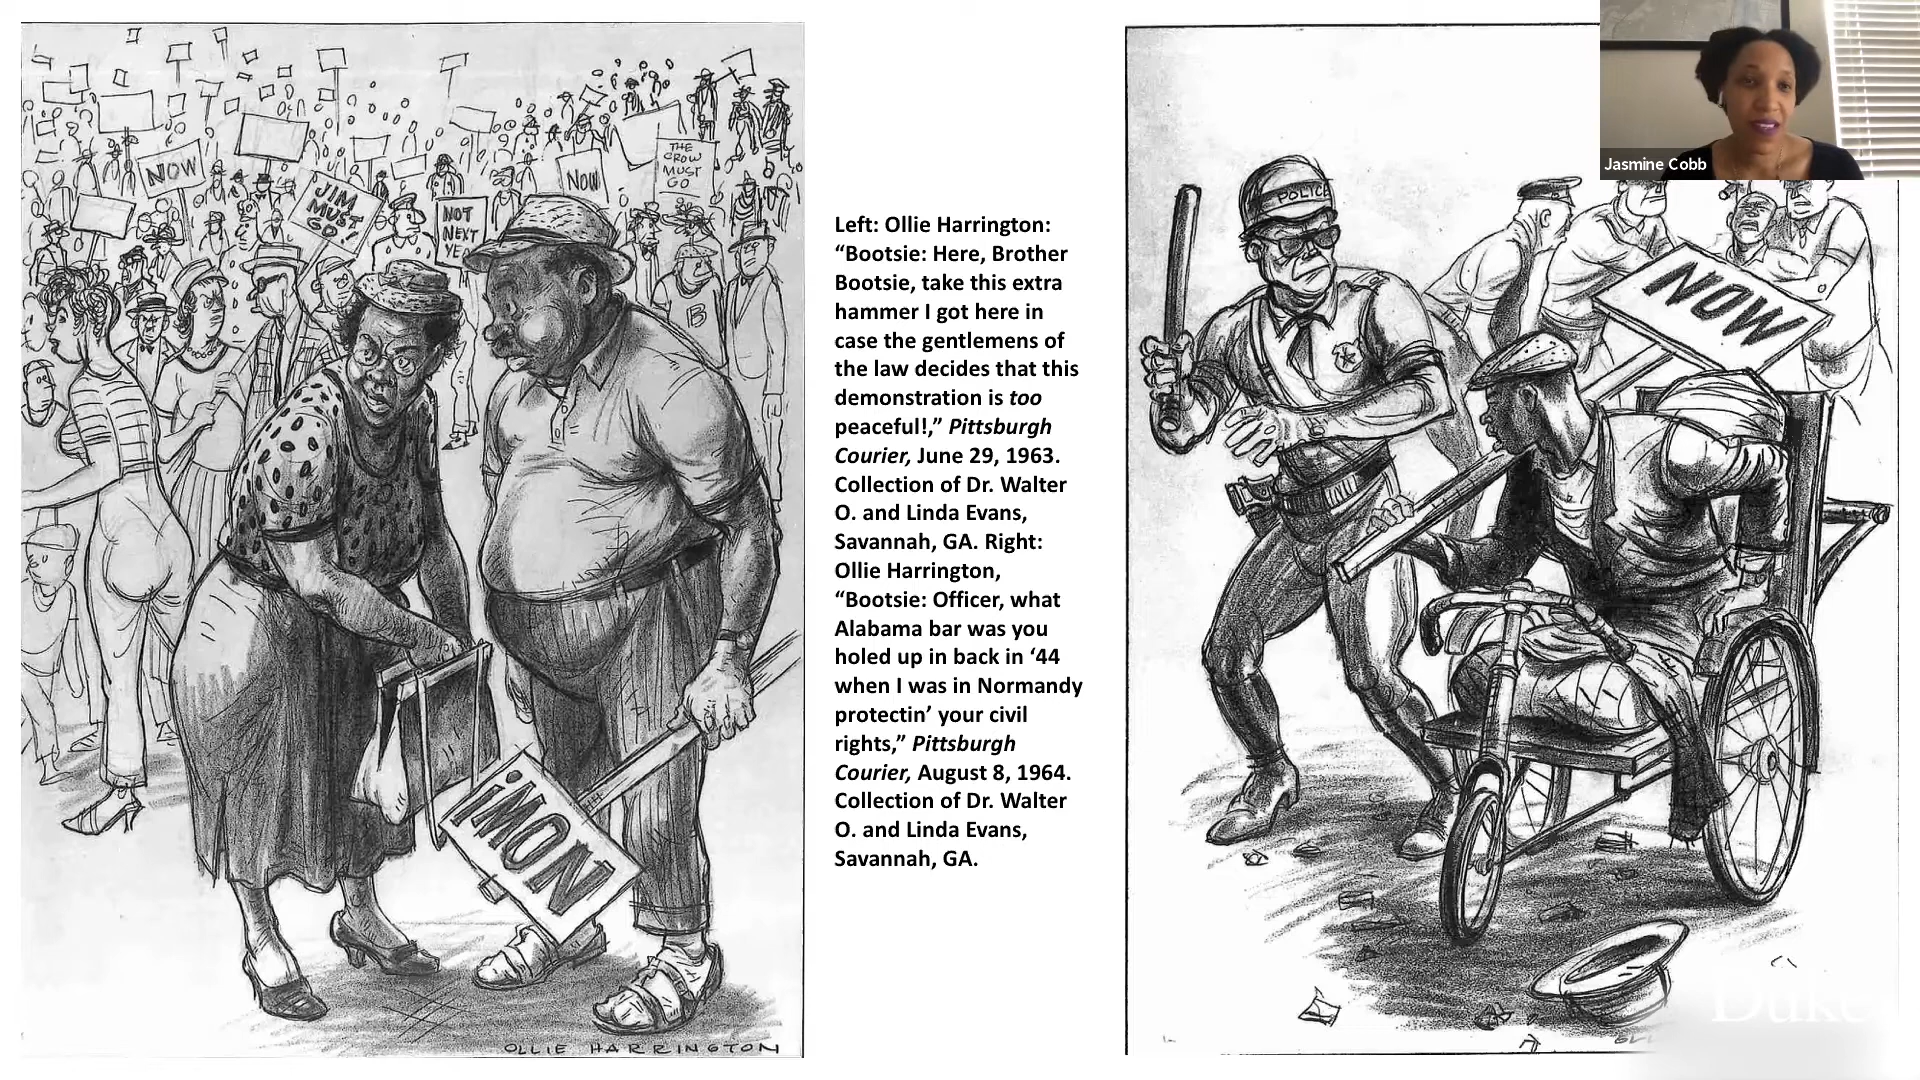 NOW
JIM
MUST
GO!
NOT
NEXT
YE
NOW
THE
CROW
MUST
GO
B
NOW!
OLLIE HARRINGTON
Left: Ollie Harrington:
“Bootsie: Here, Brother
Bootsie, take this extra
hammer I got here in
case the gentlemens of
the law decides that this
demonstration is too
peaceful!,” Pittsburgh
Courier, June 29, 1963.
Collection of Dr. Walter
O. and Linda Evans,
Savannah, GA. Right:
Ollie Harrington,
“Bootsie: Officer, what
Alabama bar was you
holed up in back in ‘44
when I was in Normandy
protectin’ your civil
rights,” Pittsburgh
Courier, August 8, 1964.
Collection of Dr. Walter
O. and Linda Evans,
Savannah, GA.
POLICE
NOW
Jasmine Cobb
Duke